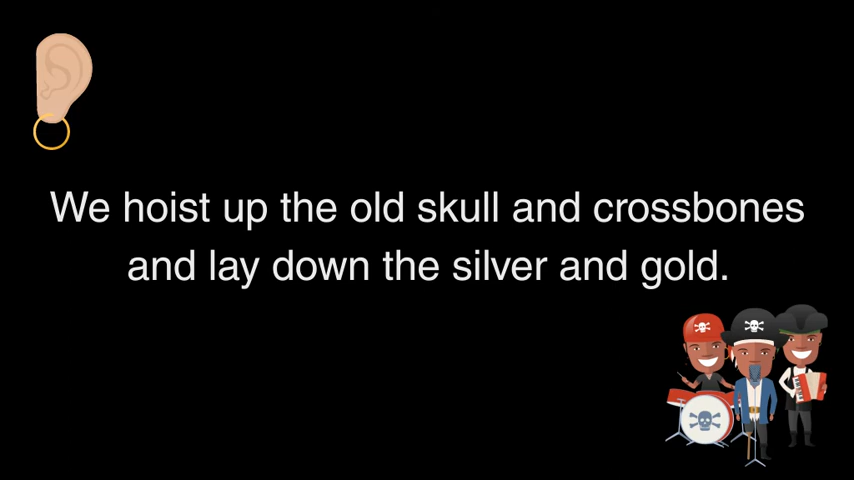 We hoist up the old skull and crossbones
and lay down the silver and gold.